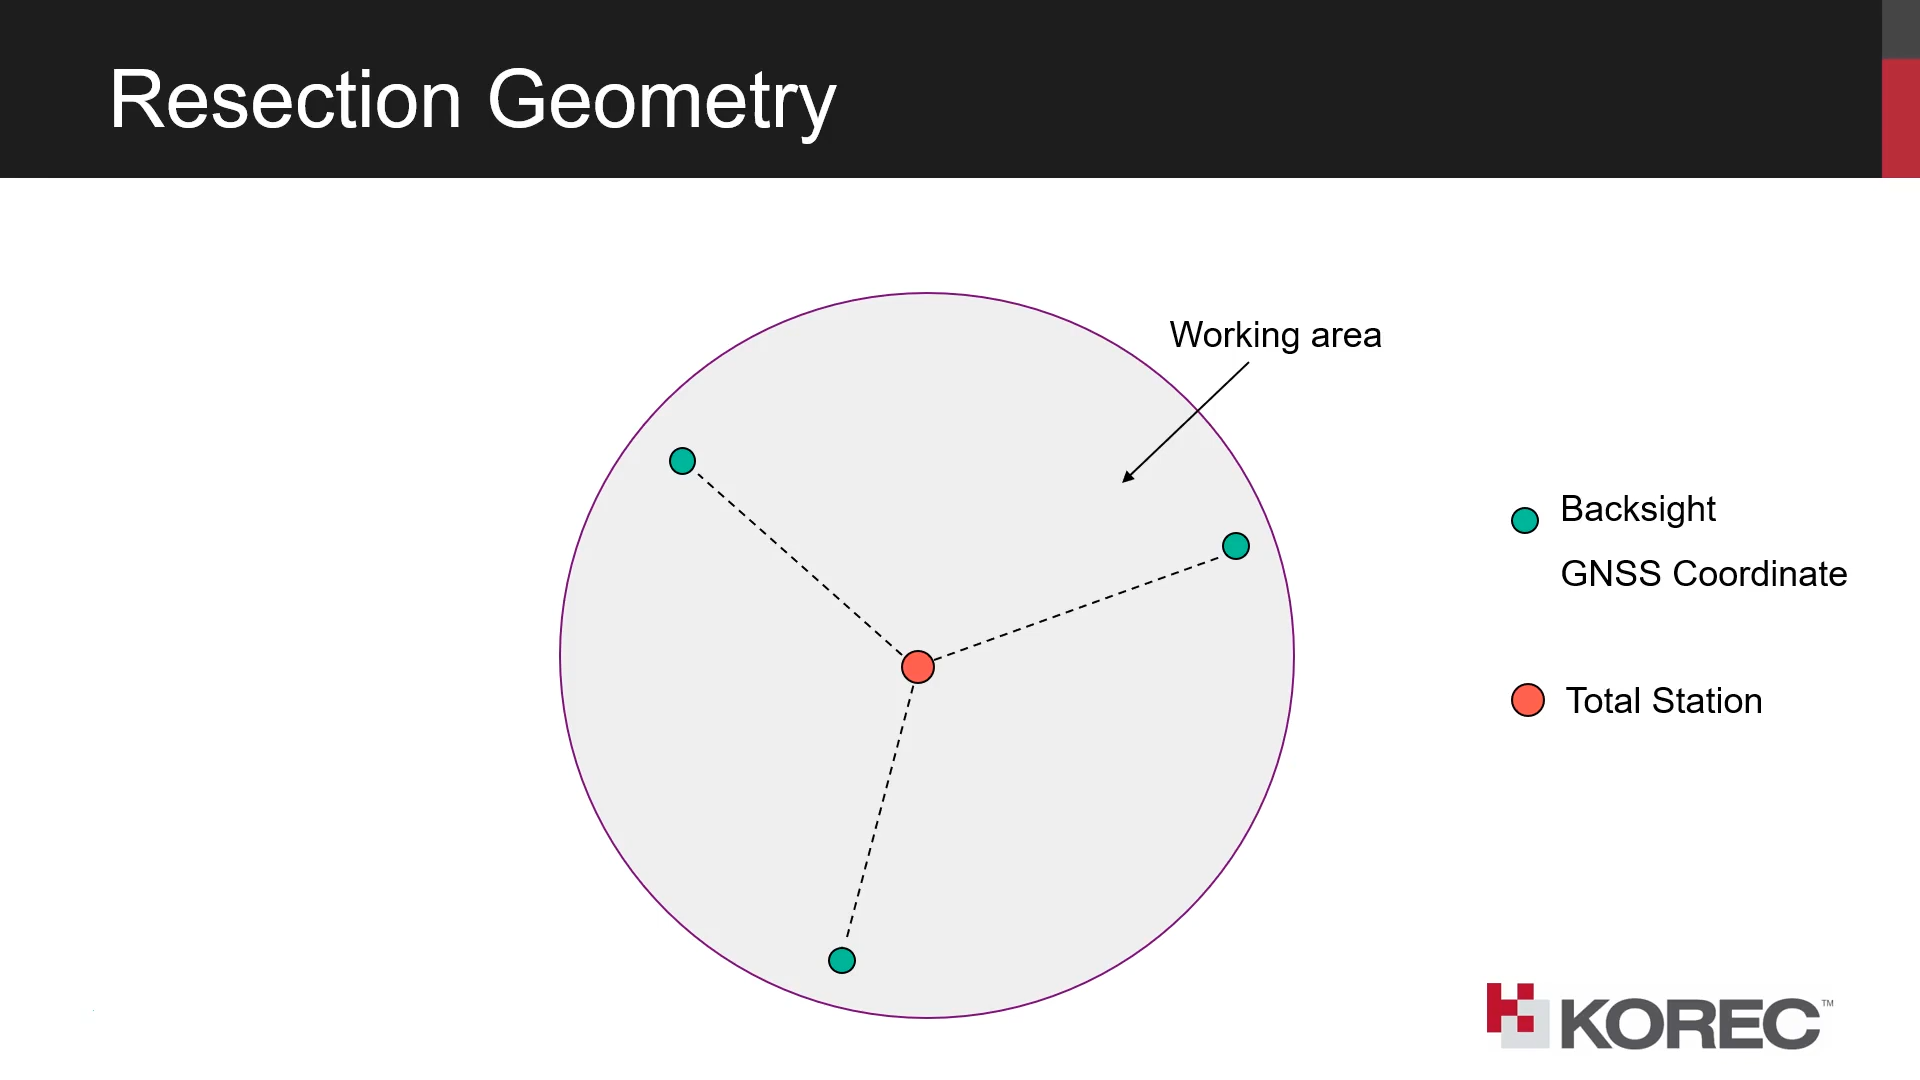 Resection Geometry
Working area
Backsight
GNSS Coordinate
Total Station
KOREC™